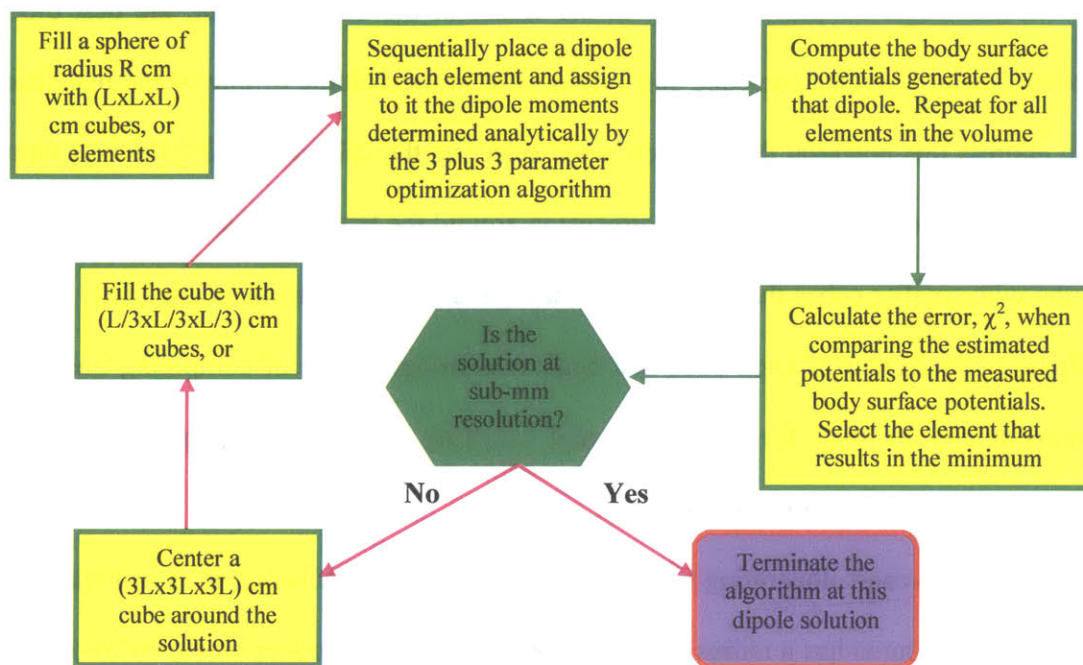 Fill a sphere of
radius R cm
with (LxLxL)
cm cubes, or
elements
Sequentially place a dipole
in each element and assign
to it the dipole moments
determined analytically by
the 3 plus 3 parameter
optimization algorithm
Compute the body surface
potentials generated by
that dipole. Repeat for all
elements in the volume
Calculate the error, χ², when
comparing the estimated
potentials to the measured
body surface potentials.
Select the element that
results in the minimum
Is the
solution at
sub-mm
resolution?
No
Yes
Fill the cube with
(L/3xL/3xL/3) cm
cubes, or
Center a
(3Lx3Lx3L) cm
cube around the
solution
Terminate the
algorithm at this
dipole solution